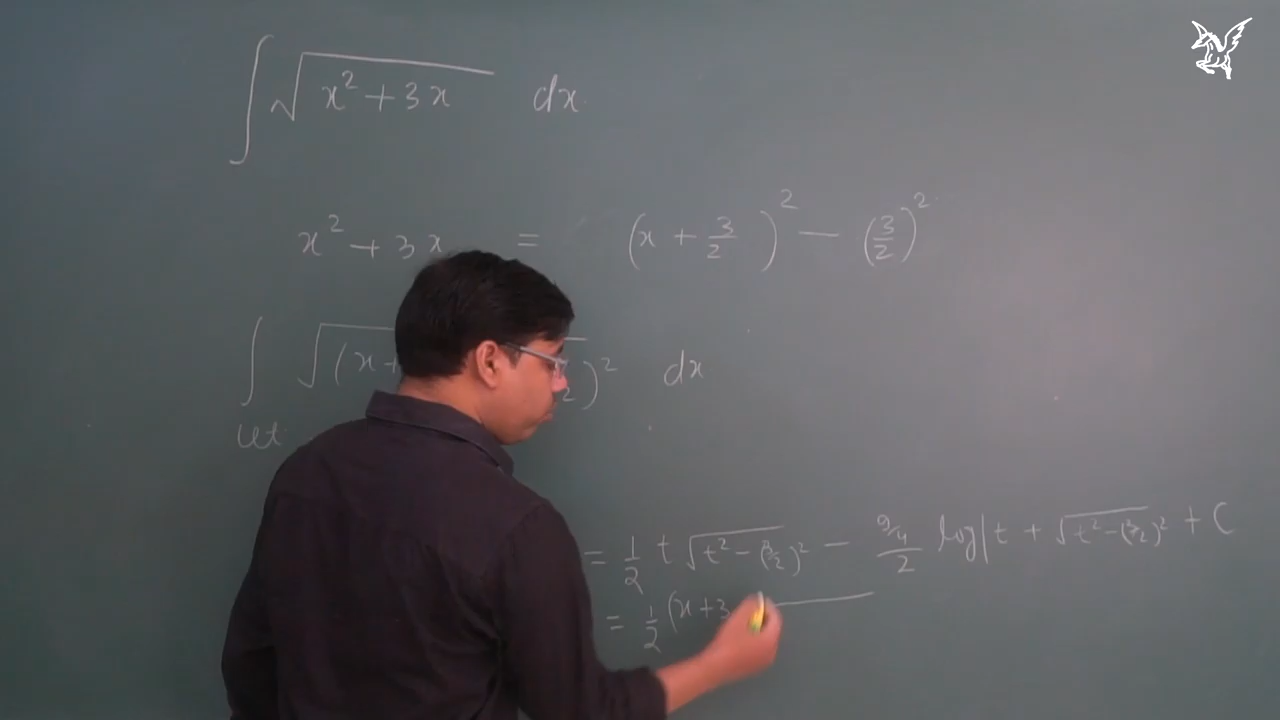 ∫ √(x² + 3x) dx
x² + 3x = (x + 3/2)² − (3/2)²
∫ √((x + 2)² dx
Let
= 1/2 t √(t² − (3/2)²) − 9/4/2 log|t + √(t² − (3/2)²) + C
= 1/2 (x + 3